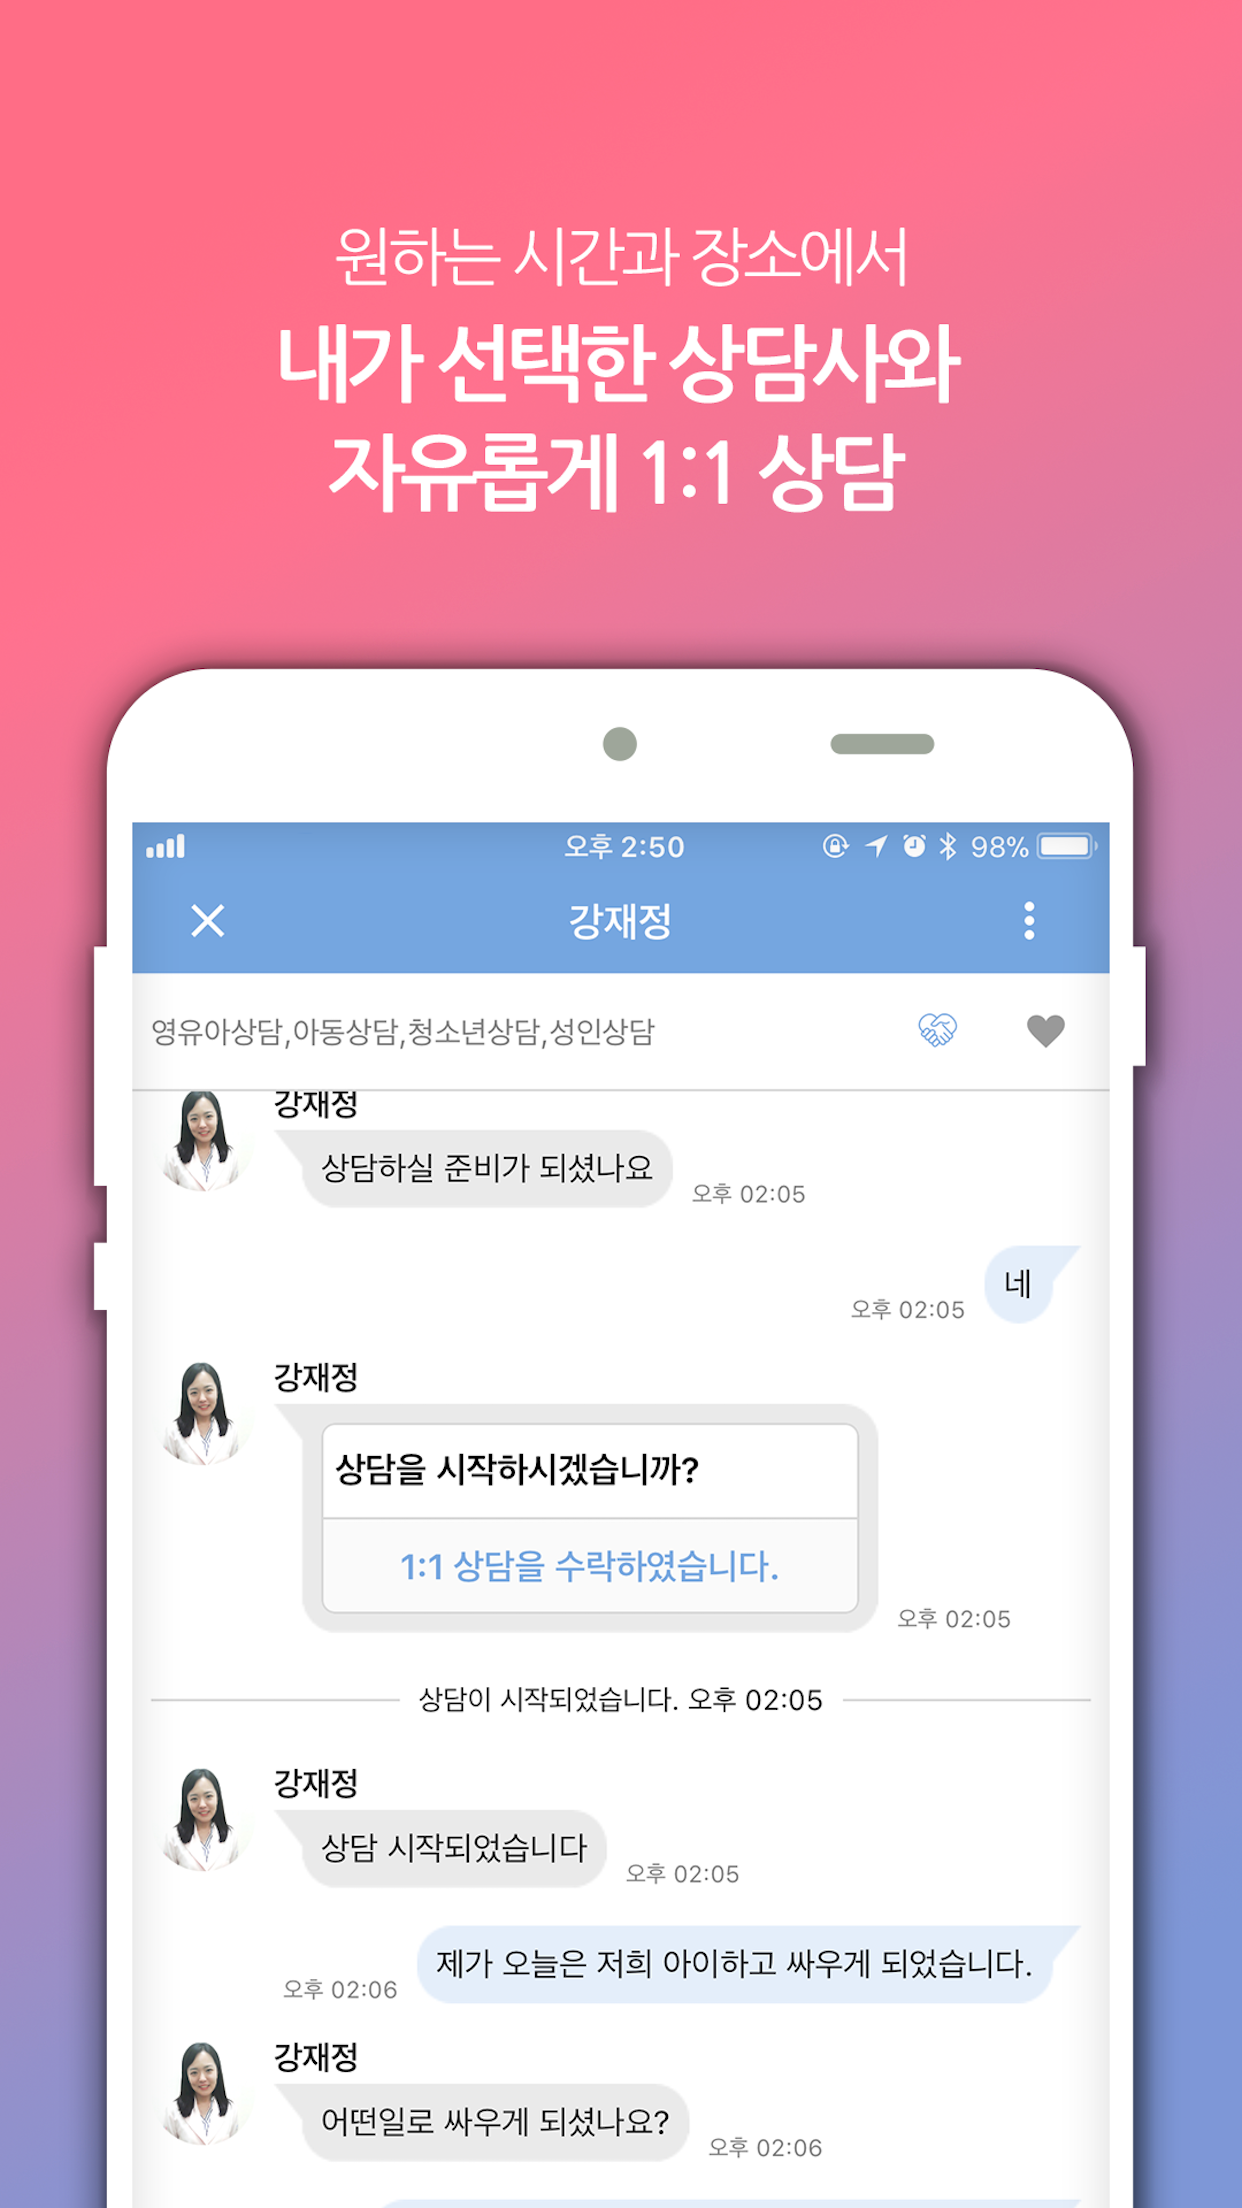 원하는 시간과 장소에서
내가 선택한 상담사와
자유롭게 1:1 상담
오후 2:50
98%
강재정
영유아상담,아동상담,청소년상담,성인상담
강재정
상담하실 준비가 되셨나요
오후 02:05
네
오후 02:05
강재정
상담을 시작하시겠습니까?
1:1 상담을 수락하였습니다.
오후 02:05
상담이 시작되었습니다. 오후 02:05
강재정
상담 시작되었습니다
오후 02:05
제가 오늘은 저희 아이하고 싸우게 되었습니다.
오후 02:06
강재정
어떤일로 싸우게 되셨나요?
오후 02:06